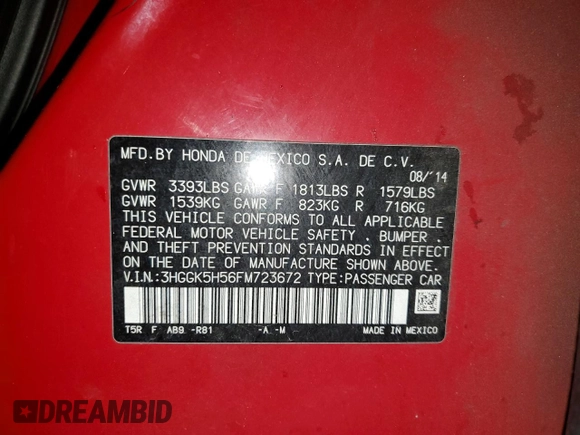 MFD. BY HONDA DE MEXICO S.A. DE C.V.
08/'14
GVWR 3393LBS GAWR F 1813LBS R 1579LBS
GVWR 1539KG GAWR F 823KG R 716KG
THIS VEHICLE CONFORMS TO ALL APPLICABLE
FEDERAL MOTOR VEHICLE SAFETY , BUMPER ,
AND THEFT PREVENTION STANDARDS IN EFFECT
ON THE DATE OF MANUFACTURE SHOWN ABOVE.
V.I.N.:3HGGK5H56FM723672 TYPE:PASSENGER CAR
T5R F AB9 -R81 -A -M MADE IN MEXICO
DREAMBID